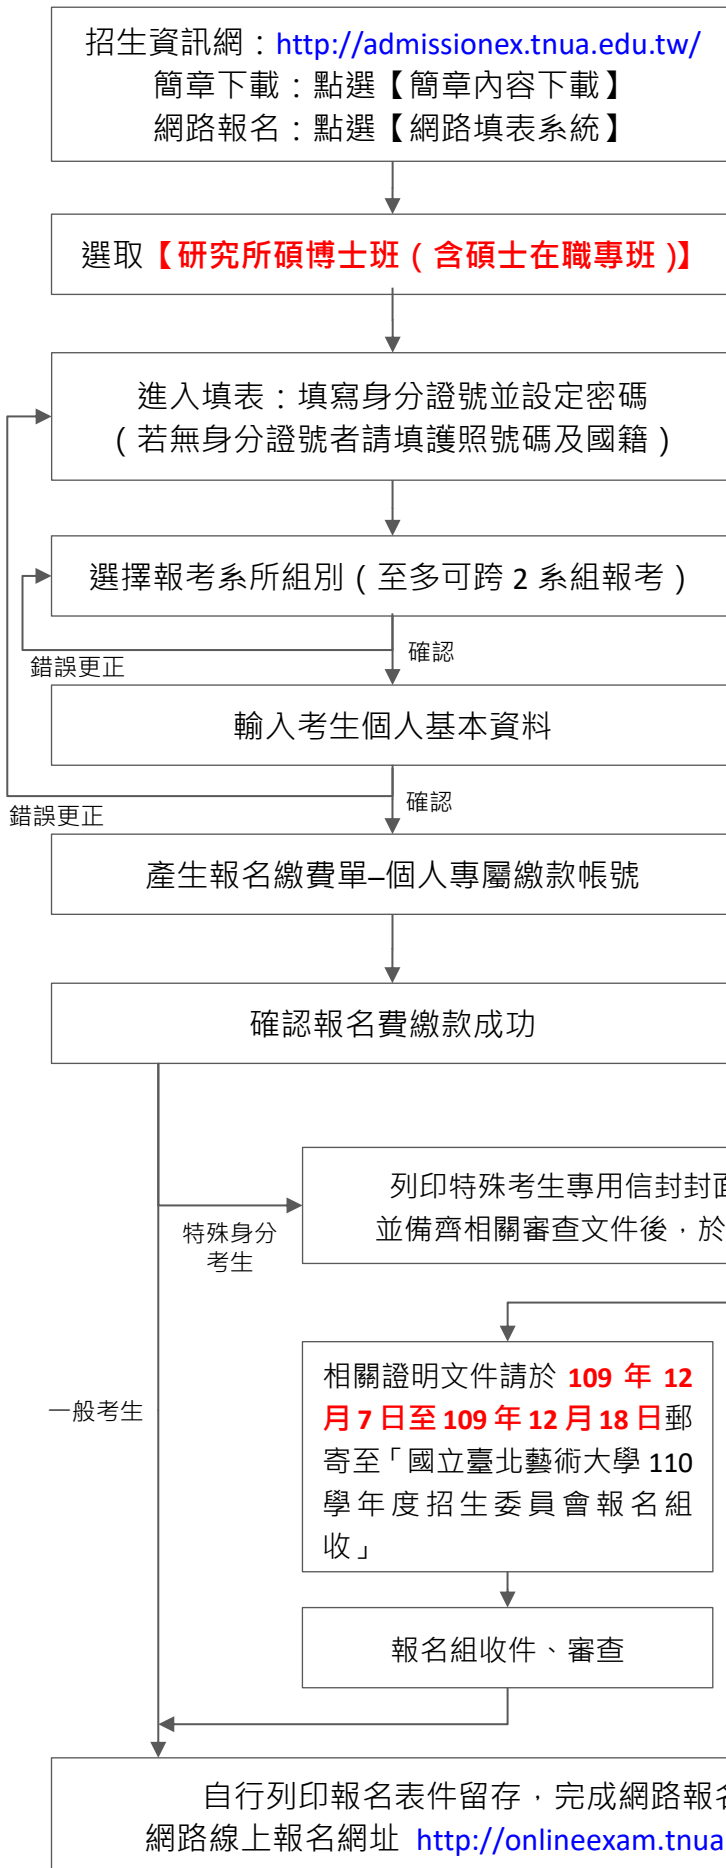 招生資訊網：http://admissionex.tnua.edu.tw/
簡章下載：點選【簡章內容下載】
網路報名：點選【網路填表系統】
選取【研究所碩博士班（含碩士在職專班)】
進入填表：填寫身分證號並設定密碼
（若無身分證號者請填護照號碼及國籍）
選擇報考系所組別（至多可跨 2 系組報考）
確認
錯誤更正
輸入考生個人基本資料
確認
錯誤更正
產生報名繳費單–個人專屬繳款帳號
確認報名費繳款成功
列印特殊考生專用信封封面
並備齊相關審查文件後，於
特殊身分
考生
相關證明文件請於 109 年 12
月 7 日至 109 年 12 月 18 日郵
寄至「國立臺北藝術大學 110
學年度招生委員會報名組
收」
一般考生
報名組收件、審查
自行列印報名表件留存，完成網路報名
網路線上報名網址 http://onlineexam.tnua